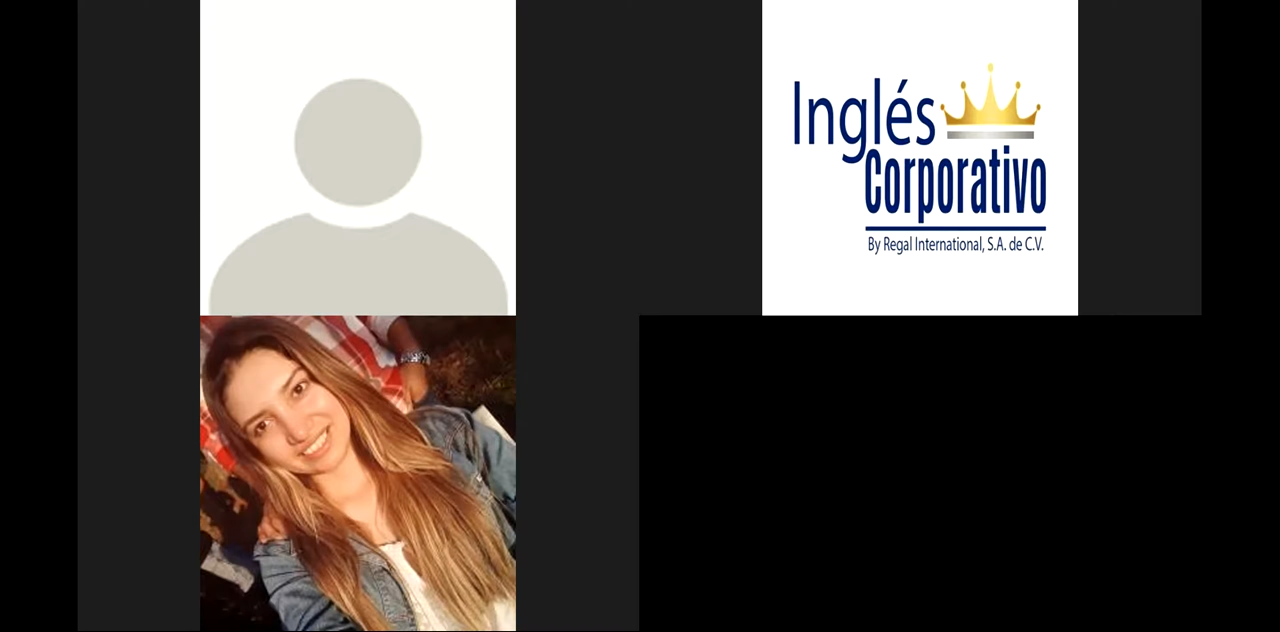 Inglés
Corporativo
By Regal International, S.A. de C.V.